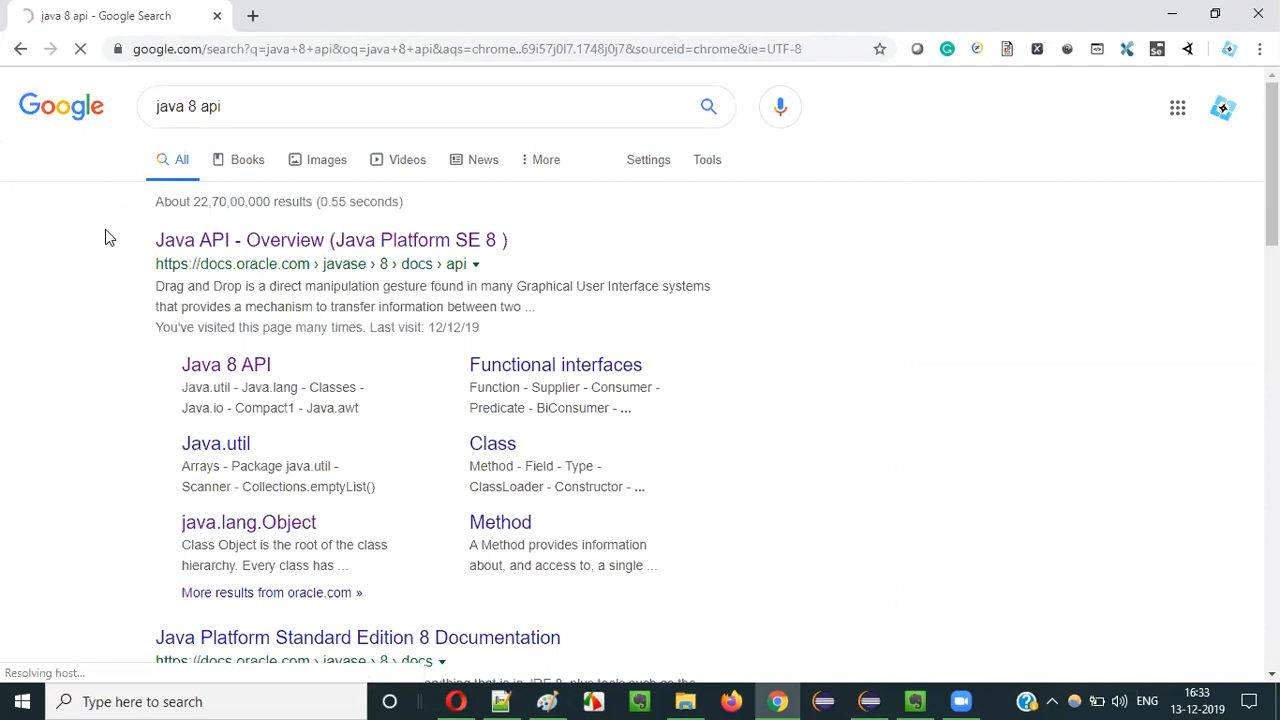 java 8 api - Google Search
google.com/search?q=java+8+api&oq=java+8+api&aqs=chrome..69i57j0l7.1748j0j7&sourceid=chrome&ie=UTF-8
Google
java 8 api
All
Books
Images
Videos
News
More
Settings
Tools
About 22,70,00,000 results (0.55 seconds)
Java API - Overview (Java Platform SE 8 )
https://docs.oracle.com › javase › 8 › docs › api
Drag and Drop is a direct manipulation gesture found in many Graphical User Interface systems
that provides a mechanism to transfer information between two ...
You've visited this page many times. Last visit: 12/12/19
Java 8 API
Java.util - Java.lang - Classes -
Java.io - Compact1 - Java.awt
Functional interfaces
Function - Supplier - Consumer -
Predicate - BiConsumer - ...
Java.util
Arrays - Package java.util -
Scanner - Collections.emptyList()
Class
Method - Field - Type -
ClassLoader - Constructor - ...
java.lang.Object
Class Object is the root of the class
hierarchy. Every class has ...
Method
A Method provides information
about, and access to, a single ...
More results from oracle.com »
Java Platform Standard Edition 8 Documentation
https://docs.oracle.com › javase › 8 › docs
Resolving host...
Type here to search
ENG
16:33
13-12-2019